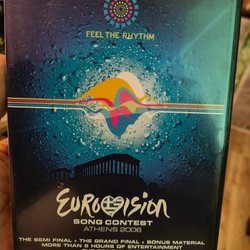 FEEL THE RHYTHM
EUROVISION
SONG CONTEST
ATHENS 2006
THE SEMI FINAL • THE GRAND FINAL • BONUS MATERIAL
MORE THAN 6 HOURS OF ENTERTAINMENT